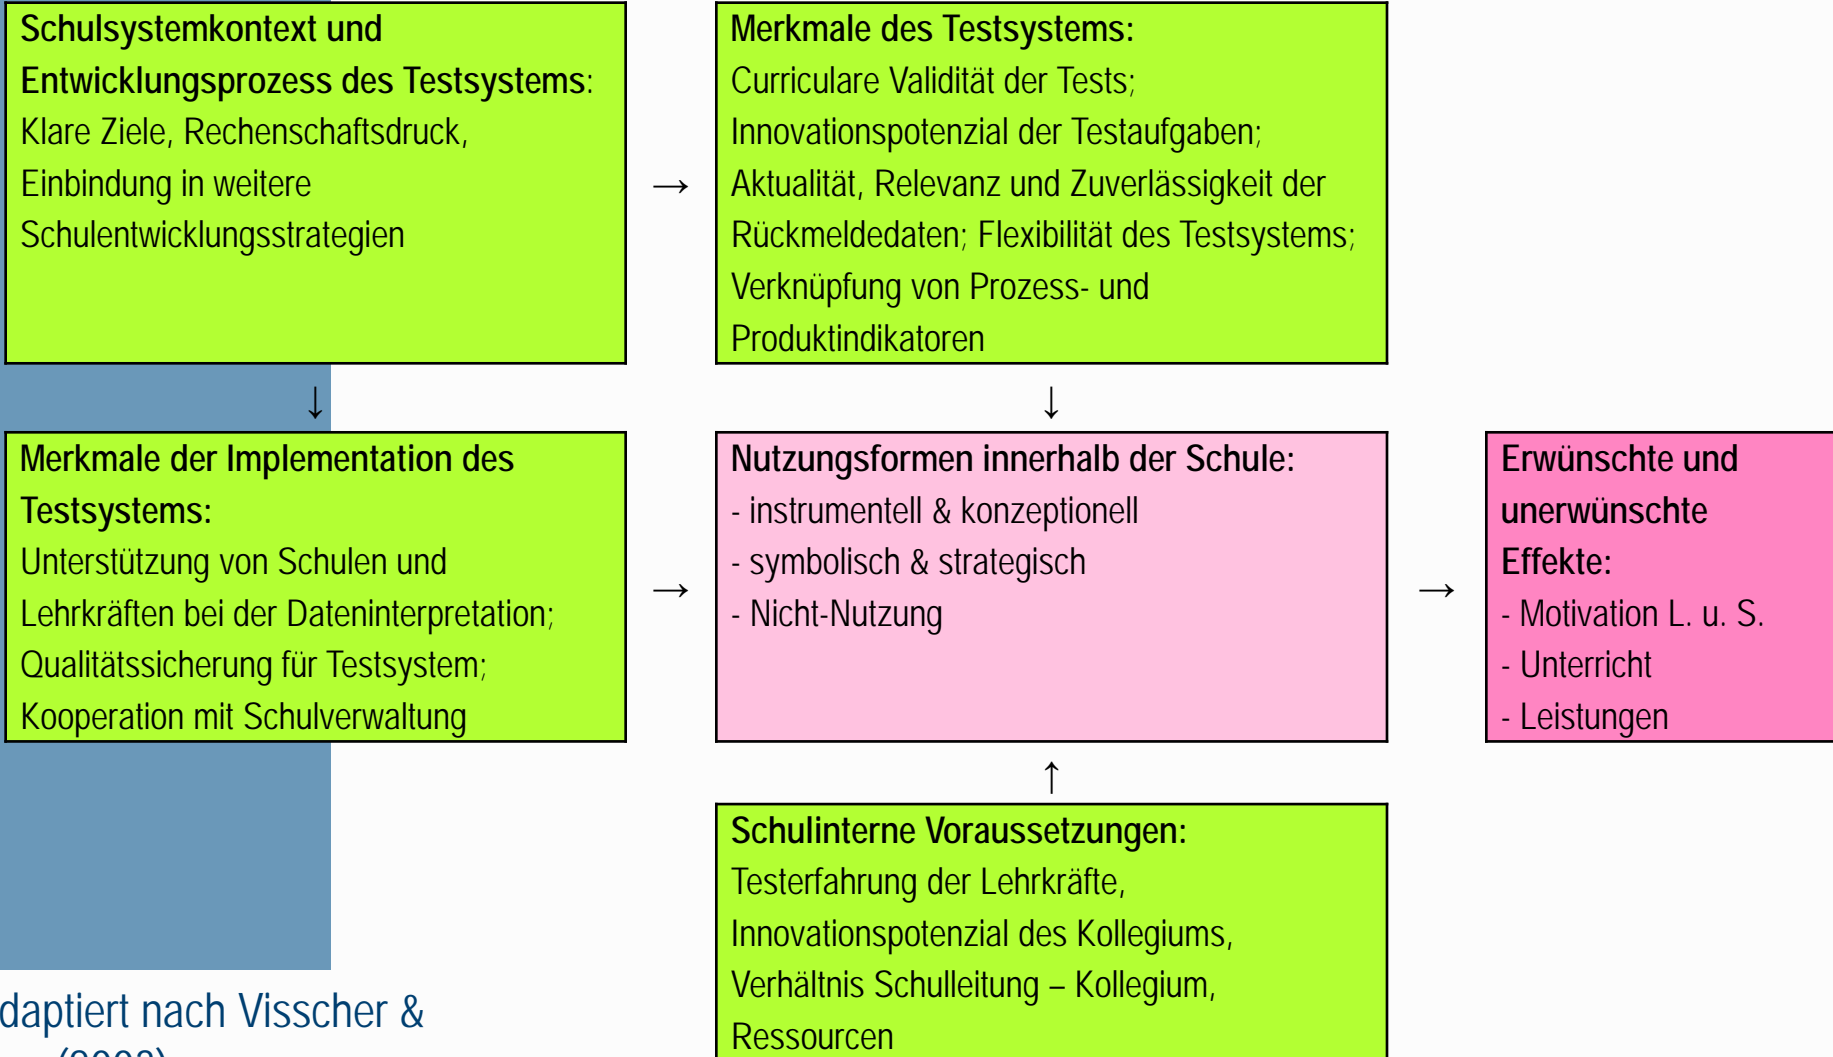 Schulsystemkontext und
Entwicklungsprozess des Testsystems:
Klare Ziele, Rechenschaftsdruck,
Einbindung in weitere
Schulentwicklungsstrategien
→
Merkmale des Testsystems:
Curriculare Validität der Tests;
Innovationspotenzial der Testaufgaben;
Aktualität, Relevanz und Zuverlässigkeit der
Rückmeldedaten; Flexibilität des Testsystems;
Verknüpfung von Prozess- und
Produktindikatoren
↓
↓
Merkmale der Implementation des
Testsystems:
Unterstützung von Schulen und
Lehrkräften bei der Dateninterpretation;
Qualitätssicherung für Testsystem;
Kooperation mit Schulverwaltung
→
Nutzungsformen innerhalb der Schule:
- instrumentell & konzeptionell
- symbolisch & strategisch
- Nicht-Nutzung
→
Erwünschte und
unerwünschte
Effekte:
- Motivation L. u. S.
- Unterricht
- Leistungen
↑
Schulinterne Voraussetzungen:
Testerfahrung der Lehrkräfte,
Innovationspotenzial des Kollegiums,
Verhältnis Schulleitung – Kollegium,
Ressourcen
daptiert nach Visscher &